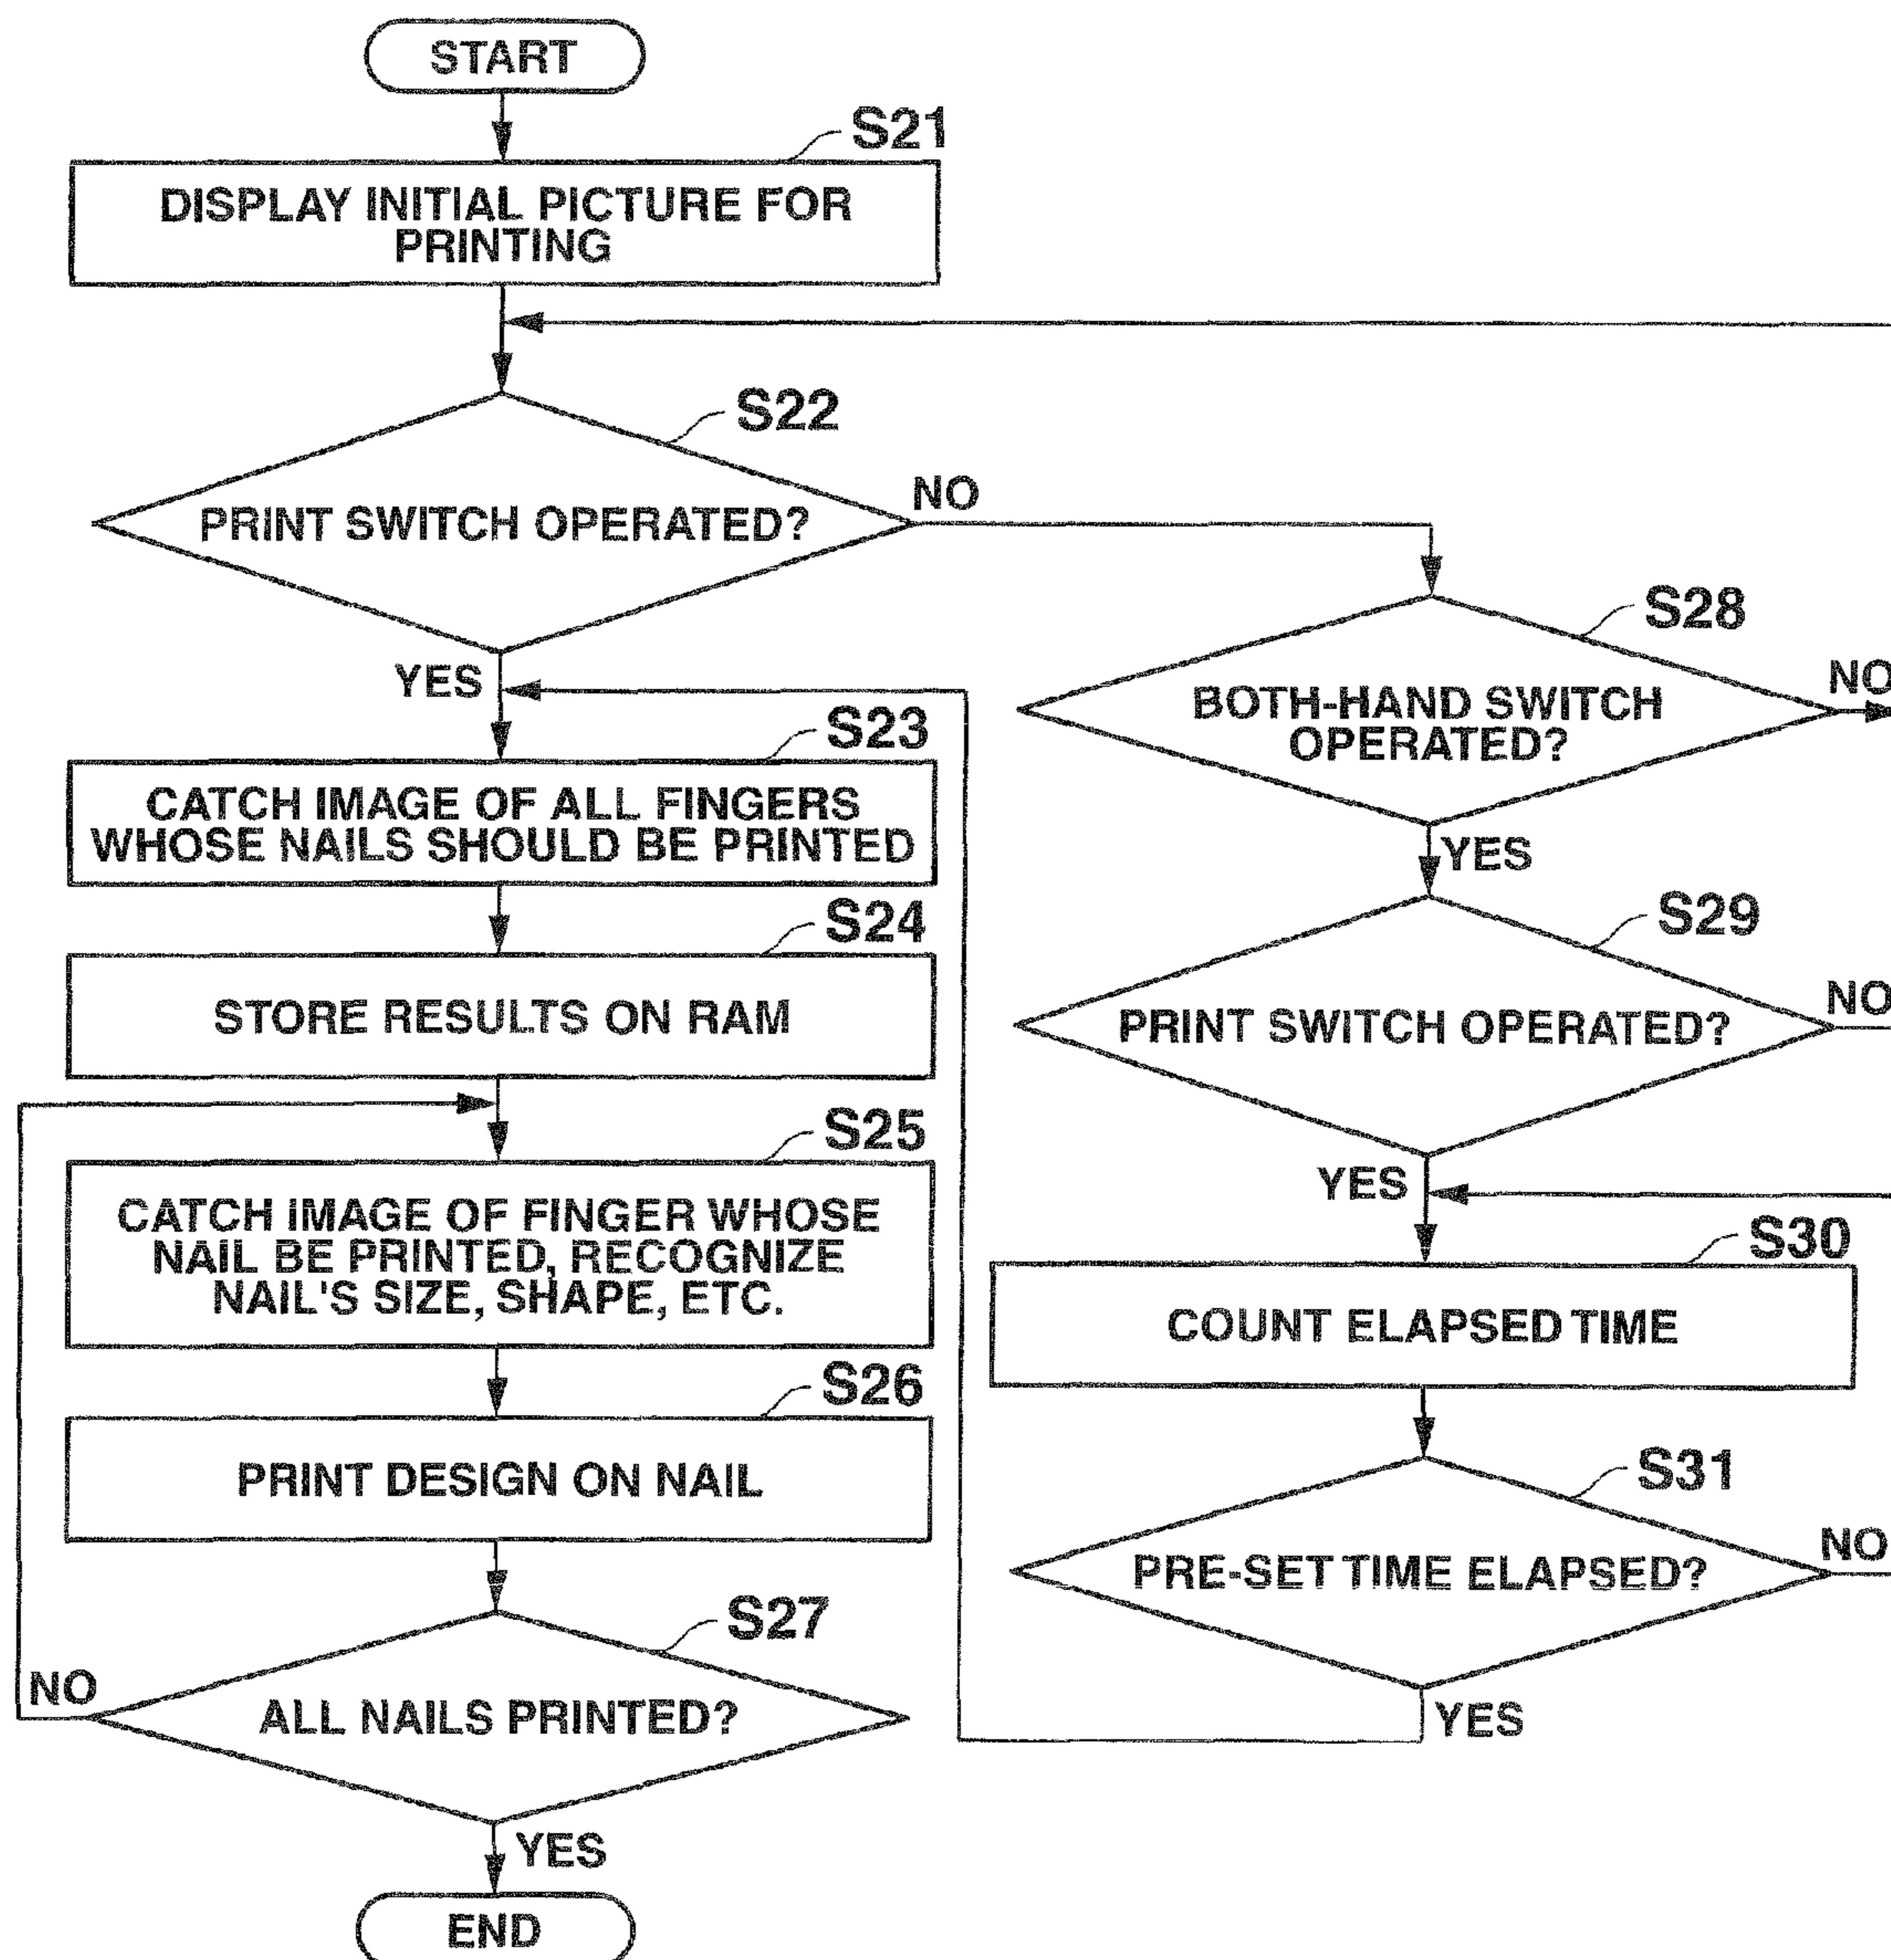 START
S21
DISPLAY INITIAL PICTURE FOR
PRINTING
S22
PRINT SWITCH OPERATED?
NO
YES
S23
CATCH IMAGE OF ALL FINGERS
WHOSE NAILS SHOULD BE PRINTED
S24
STORE RESULTS ON RAM
S25
CATCH IMAGE OF FINGER WHOSE
NAIL BE PRINTED, RECOGNIZE
NAIL'S SIZE, SHAPE, ETC.
S26
PRINT DESIGN ON NAIL
S27
ALL NAILS PRINTED?
NO
YES
END
S28
BOTH-HAND SWITCH
OPERATED?
NO
YES
S29
PRINT SWITCH OPERATED?
NO
YES
S30
COUNT ELAPSED TIME
S31
PRE-SET TIME ELAPSED?
NO
YES